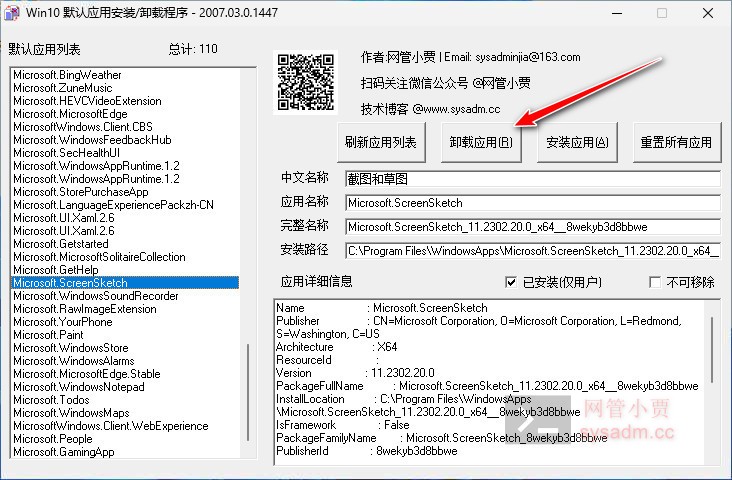 Win10 默认应用安装/卸载程序 - 2007.03.0.1447
默认应用列表
总计: 110
Microsoft.BingWeather
Microsoft.ZuneMusic
Microsoft.HEVCVideoExtension
Microsoft.MicrosoftEdge
MicrosoftWindows.Client.CBS
Microsoft.WindowsFeedbackHub
Microsoft.SecHealthUI
Microsoft.WindowsAppRuntime.1.2
Microsoft.WindowsAppRuntime.1.2
Microsoft.StorePurchaseApp
Microsoft.LanguageExperiencePackzh-CN
Microsoft.UI.Xaml.2.6
Microsoft.UI.Xaml.2.6
Microsoft.Getstarted
Microsoft.MicrosoftSolitaireCollection
Microsoft.GetHelp
Microsoft.ScreenSketch
Microsoft.WindowsSoundRecorder
Microsoft.RawImageExtension
Microsoft.YourPhone
Microsoft.Paint
Microsoft.WindowsStore
Microsoft.WindowsAlarms
Microsoft.MicrosoftEdge.Stable
Microsoft.WindowsNotepad
Microsoft.Todos
Microsoft.WindowsMaps
MicrosoftWindows.Client.WebExperience
Microsoft.People
Microsoft.GamingApp
作者:网管小贾 | Email: sysadminjia@163.com
扫码关注微信公众号 @网管小贾
技术博客 @www.sysadm.cc
刷新应用列表
卸载应用(R)
安装应用(A)
重置所有应用
中文名称 截图和草图
应用名称 Microsoft.ScreenSketch
完整名称 Microsoft.ScreenSketch_11.2302.20.0_x64__8wekyb3d8bbwe
安装路径 C:\Program Files\WindowsApps\Microsoft.ScreenSketch_11.2302.20.0_x64__
应用详细信息
已安装(仅用户)
不可移除
Name : Microsoft.ScreenSketch
Publisher : CN=Microsoft Corporation, O=Microsoft Corporation, L=Redmond,
S=Washington, C=US
Architecture : X64
ResourceId :
Version : 11.2302.20.0
PackageFullName : Microsoft.ScreenSketch_11.2302.20.0_x64__8wekyb3d8bbwe
InstallLocation : C:\Program Files\WindowsApps
\Microsoft.ScreenSketch_11.2302.20.0_x64__8wekyb3d8bbwe
IsFramework : False
PackageFamilyName : Microsoft.ScreenSketch_8wekyb3d8bbwe
PublisherId : 8wekyb3d8bbwe
网管小贾
sysadm.cc